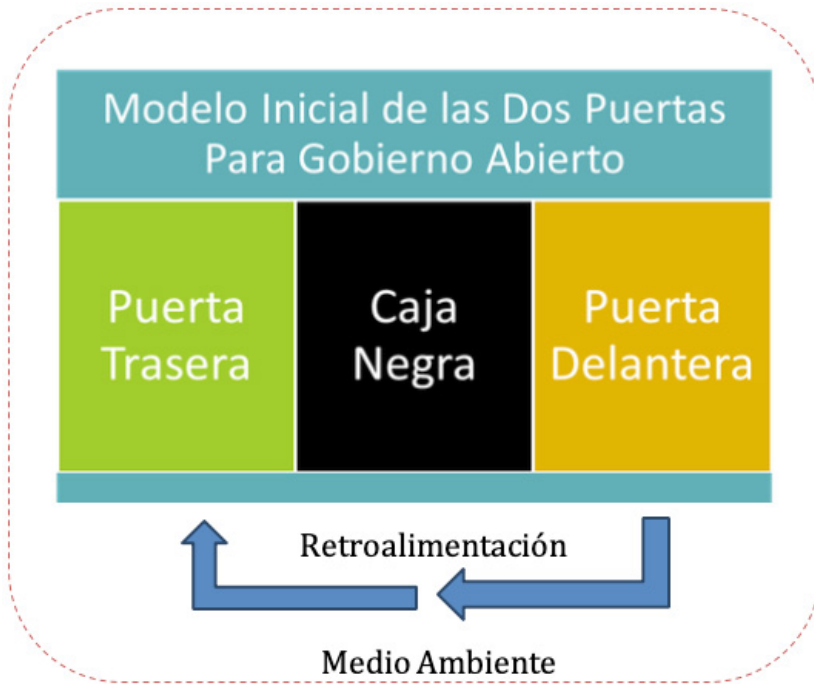 Modelo Inicial de las Dos Puertas
Para Gobierno Abierto
Puerta
Trasera
Caja
Negra
Puerta
Delantera
Retroalimentación
Medio Ambiente